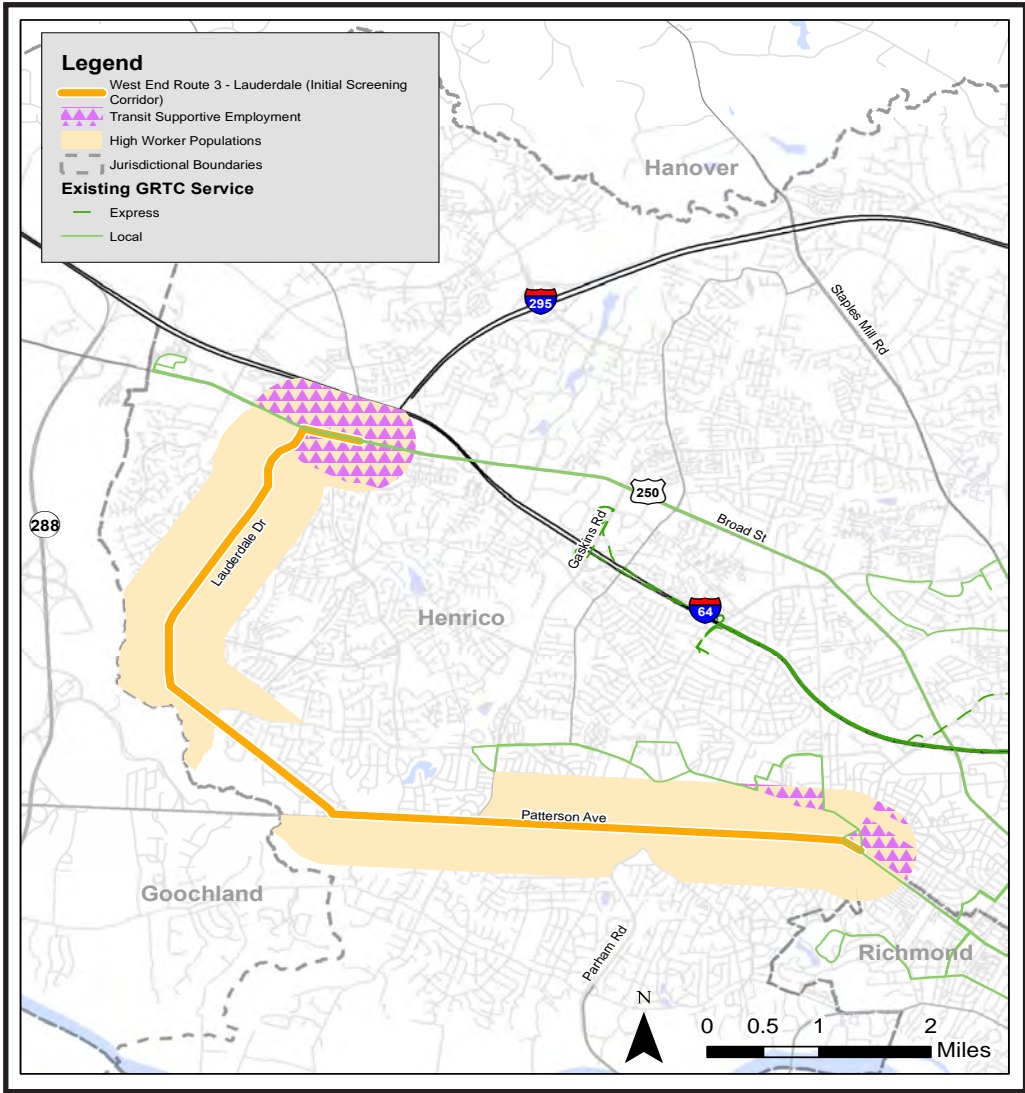 Legend
West End Route 3 - Lauderdale (Initial Screening
Corridor)
Transit Supportive Employment
High Worker Populations
Jurisdictional Boundaries
Existing GRTC Service
Express
Local
Hanover
295
Staples Mill Rd
250
Broad St
Gaskins Rd
288
Lauderdale Dr
Henrico
64
Patterson Ave
Goochland
Parham Rd
Richmond
N
0 0.5 1 2
Miles